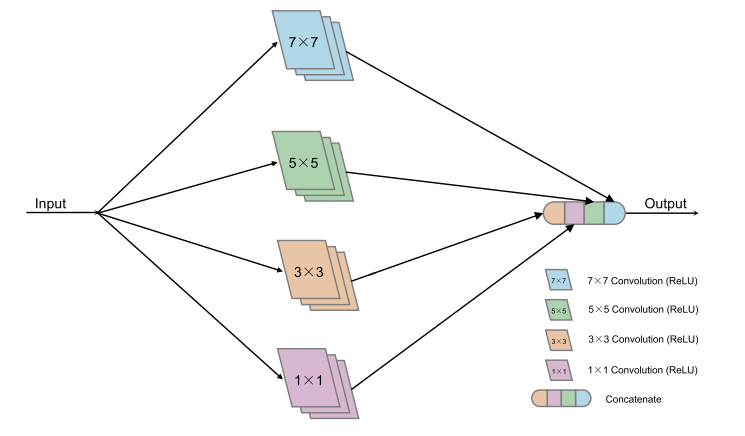 7×7
5×5
Input
Output
3×3
1×1
7×7 7×7 Convolution (ReLU)
5×5 5×5 Convolution (ReLU)
3×3 3×3 Convolution (ReLU)
1×1 1×1 Convolution (ReLU)
Concatenate